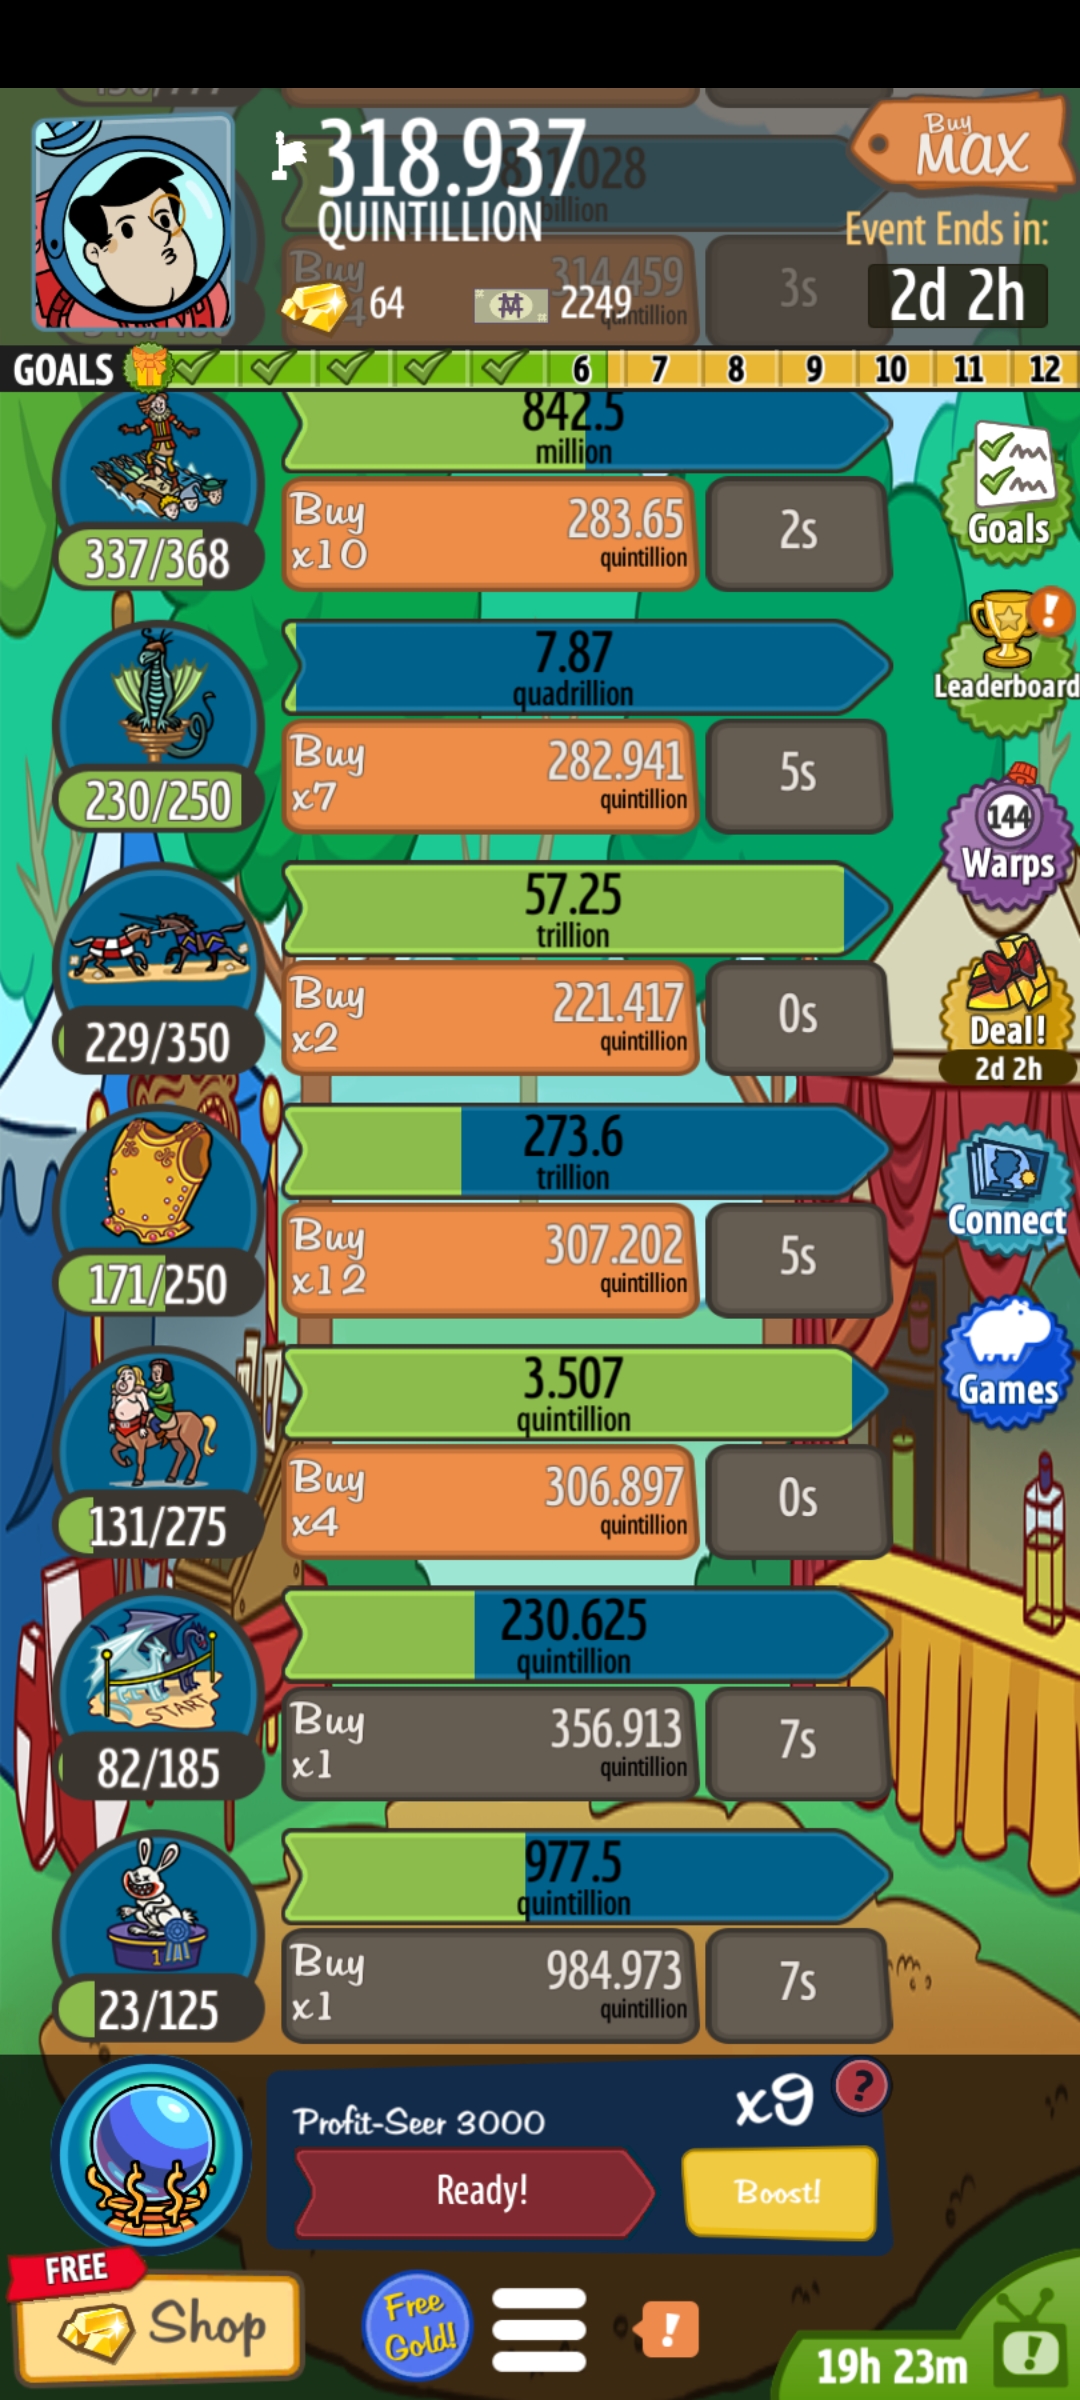 318.937
QUINTILLION
Buy
MAX
Event Ends in:
2d 2h
64
2249
billion
Buy
314.459
3s
GOALS
6
7
8
9
10
11
12
842.5
million
Buy
x10
283.65
quintillion
2s
337/368
7.87
quadrillion
Buy
x7
282.941
quintillion
5s
230/250
57.25
trillion
Buy
x2
221.417
quintillion
0s
229/350
273.6
trillion
Buy
x12
307.202
quintillion
5s
171/250
3.507
quintillion
Buy
x4
306.897
quintillion
0s
131/275
START
230.625
quintillion
Buy
x1
356.913
quintillion
7s
82/185
1
977.5
quintillion
Buy
x1
984.973
quintillion
7s
23/125
Goals
!
Leaderboard
144
Warps
Deal!
2d 2h
Connect
Games
Profit-Seer 3000
x9
?
Ready!
Boost!
FREE
Shop
Free
Gold!
!
19h 23m
!